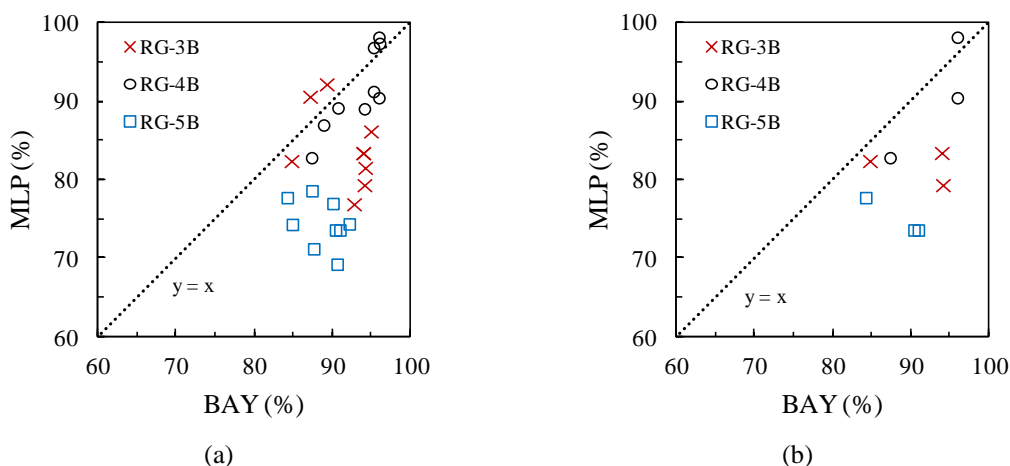 100
90
80
70
60
MLP (%)
RG-3B
RG-4B
RG-5B
y = x
60
70
80
90
100
BAY (%)
(a)
100
90
80
70
60
MLP (%)
RG-3B
RG-4B
RG-5B
y = x
60
70
80
90
100
BAY (%)
(b)